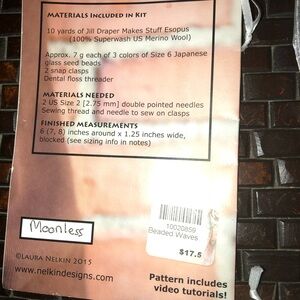 MATERIALS INCLUDED IN KIT
10 yards of Jill Draper Makes Stuff Esopus
(100% Superwash US Merino Wool)
Approx. 7 g each of 3 colors of Size 6 Japanese
glass seed beads
2 snap clasps
Dental floss threader
MATERIALS NEEDED
2 US Size 2 [2.75 mm] double pointed needles
Sewing thread and needle to sew on clasps
FINISHED MEASUREMENTS
6 (7, 8) inches around x 1.25 inches wide,
blocked (see sizing info in notes)
Moonless
10020859
Beaded Waves
$17.5
©LAURA NELKIN 2015
www.nelkindesigns.com
Pattern includes
video tutorials!